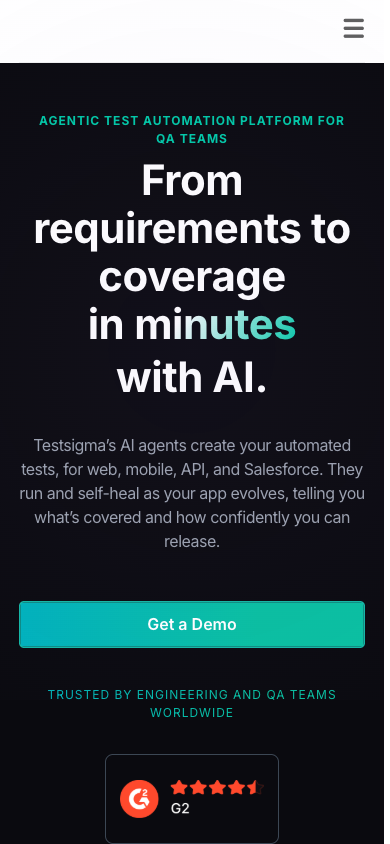 AGENTIC TEST AUTOMATION PLATFORM FOR
QA TEAMS
From
requirements to
coverage
in minutes
with AI.
Testsigma’s AI agents create your automated
tests, for web, mobile, API, and Salesforce. They
run and self-heal as your app evolves, telling you
what’s covered and how confidently you can
release.
Get a Demo
TRUSTED BY ENGINEERING AND QA TEAMS
WORLDWIDE
G2
G2